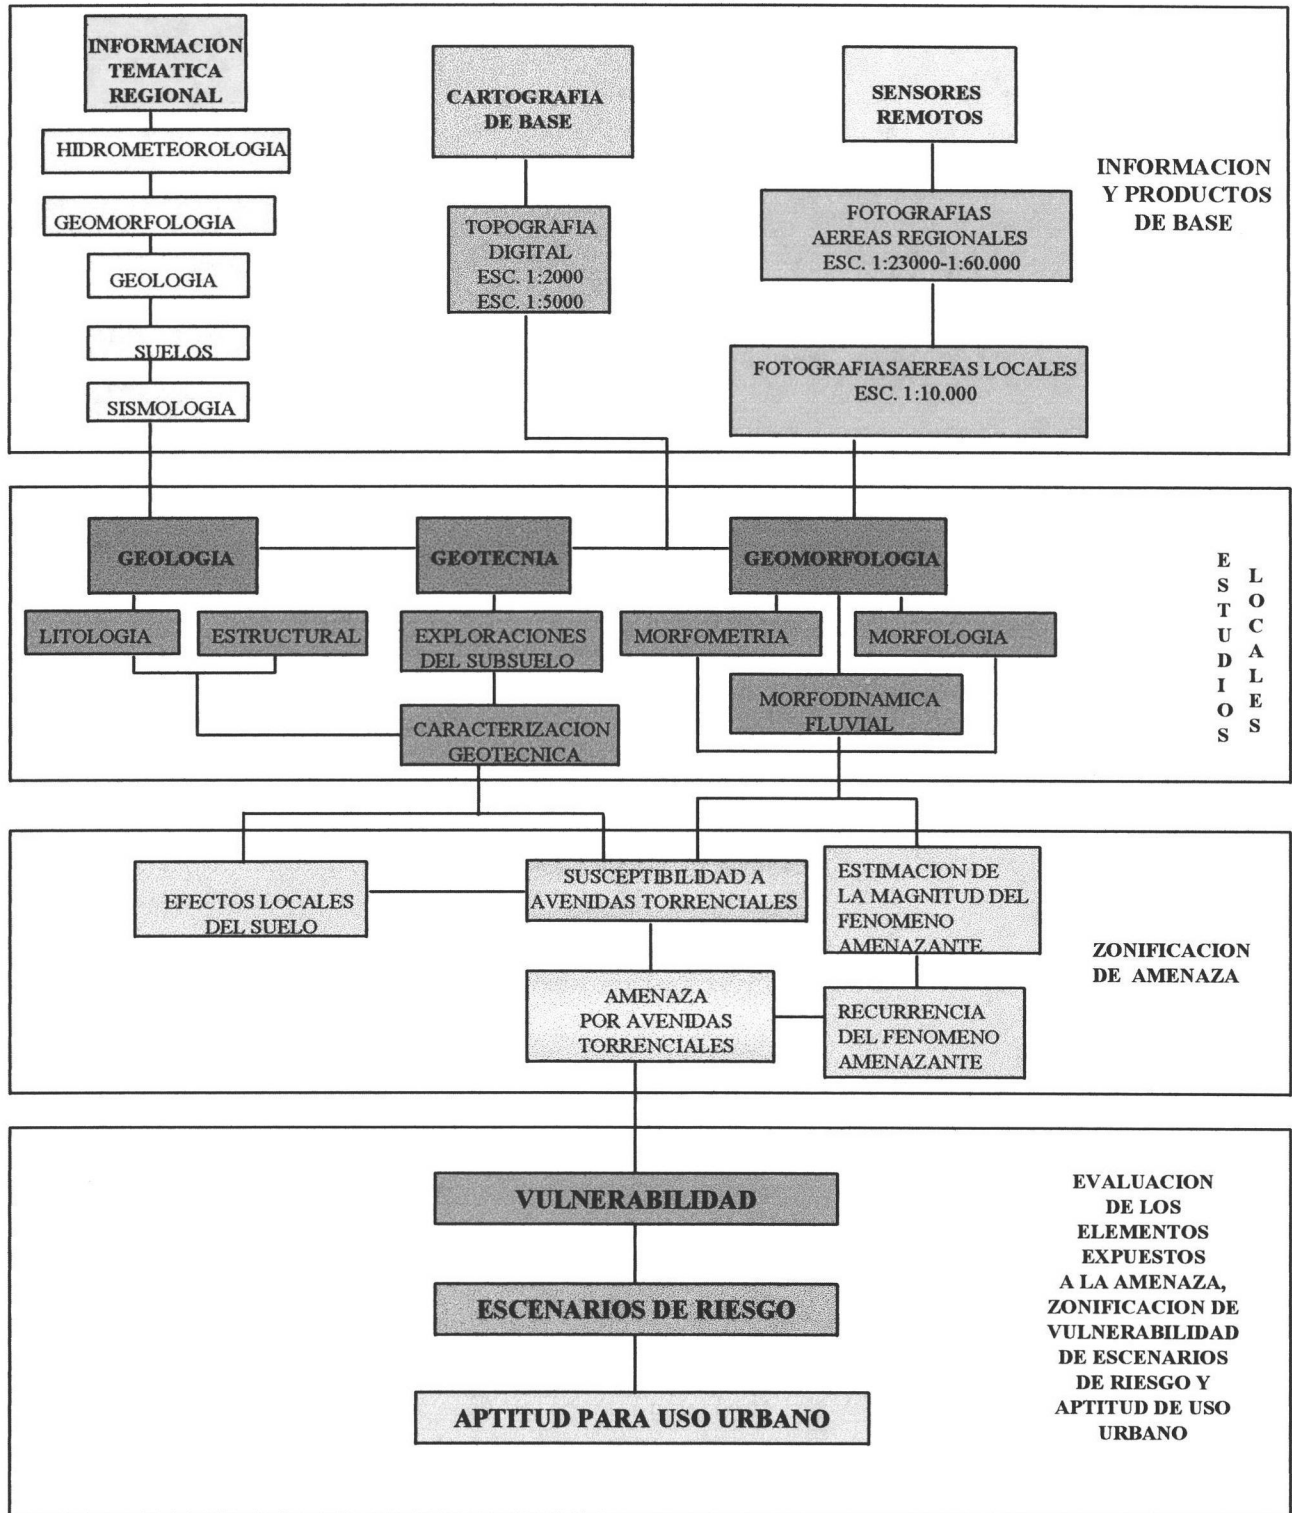 INFORMACION
TEMATICA
REGIONAL
HIDROMETEOROLOGIA
GEOMORFOLOGIA
GEOLOGIA
SUELOS
SISMOLOGIA
CARTOGRAFIA
DE BASE
TOPOGRAFIA
DIGITAL
ESC. 1:2000
ESC. 1:5000
SENSORES
REMOTOS
FOTOGRAFIAS
AEREAS REGIONALES
ESC. 1:23000-1:60.000
FOTOGRAFIASAEREAS LOCALES
ESC. 1:10.000
INFORMACION
Y PRODUCTOS
DE BASE
GEOLOGIA
GEOTECNIA
GEOMORFOLOGIA
LITOLOGIA
ESTRUCTURAL
EXPLORACIONES
DEL SUBSUELO
MORFOMETRIA
MORFOLOGIA
MORFODINAMICA
FLUVIAL
CARACTERIZACION
GEOTECNICA
ESTUDIOS
LOCALES
EFECTOS LOCALES
DEL SUELO
SUSCEPTIBILIDAD A
AVENIDAS TORRENCIALES
ESTIMACION DE
LA MAGNITUD DEL
FENOMENO
AMENAZANTE
AMENAZA
POR AVENIDAS
TORRENCIALES
RECURRENCIA
DEL FENOMENO
AMENAZANTE
ZONIFICACION
DE AMENAZA
VULNERABILIDAD
ESCENARIOS DE RIESGO
APTITUD PARA USO URBANO
EVALUACION
DE LOS
ELEMENTOS
EXPUESTOS
A LA AMENAZA,
ZONIFICACION DE
VULNERABILIDAD
DE ESCENARIOS
DE RIESGO Y
APTITUD DE USO
URBANO